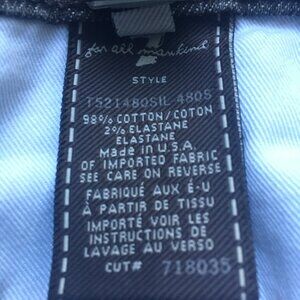 7
for all mankind
STYLE
T521480SIL 480S
98% COTTON/COTON
2% ELASTANE
ELASTANE
Made in U.S.A.
OF IMPORTED FABRIC
SEE CARE ON REVERSE
FABRIQUÉ AUX É-U
À PARTIR DE TISSU
IMPORTÉ VOIR LES
INSTRUCTIONS DE
LAVAGE AU VERSO
CUT# 718035